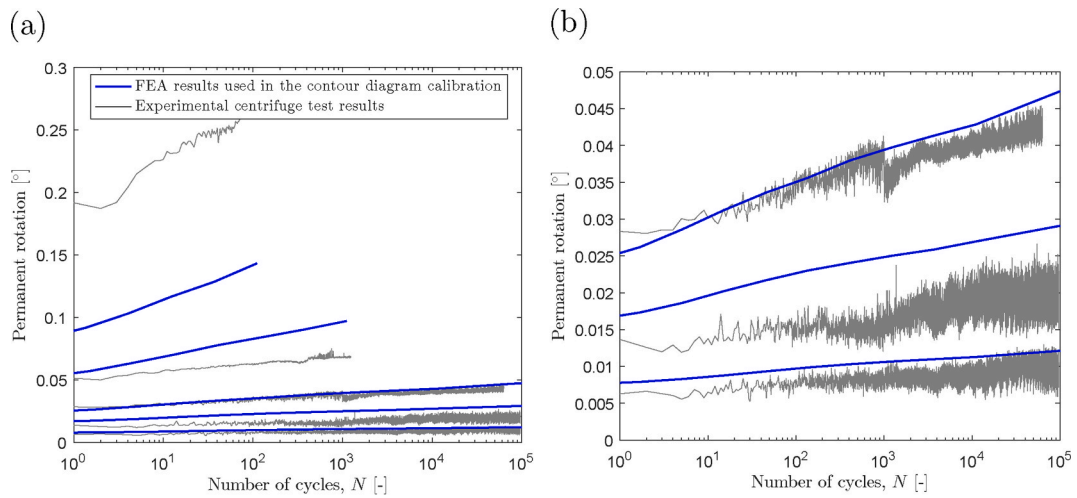 (a)
0.3
0.25
0.2
0.15
0.1
0.05
0
Permanent rotation [°]
FEA results used in the contour diagram calibration
Experimental centrifuge test results
10^0 10^1 10^2 10^3 10^4 10^5
Number of cycles, N [-]
(b)
0.05
0.045
0.04
0.035
0.03
0.025
0.02
0.015
0.01
0.005
0
Permanent rotation [°]
10^0 10^1 10^2 10^3 10^4 10^5
Number of cycles, N [-]